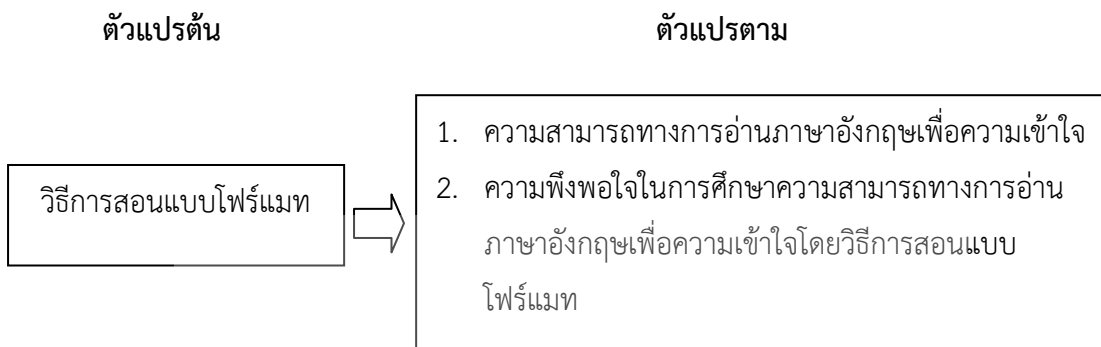 ตัวแปรต้น ตัวแปรตาม
วิธีการสอนแบบโฟร์แมท
1. ความสามารถทางการอ่านภาษาอังกฤษเพื่อความเข้าใจ
2. ความพึงพอใจในการศึกษาความสามารถทางการอ่าน
ภาษาอังกฤษเพื่อความเข้าใจโดยวิธีการสอนแบบ
โฟร์แมท